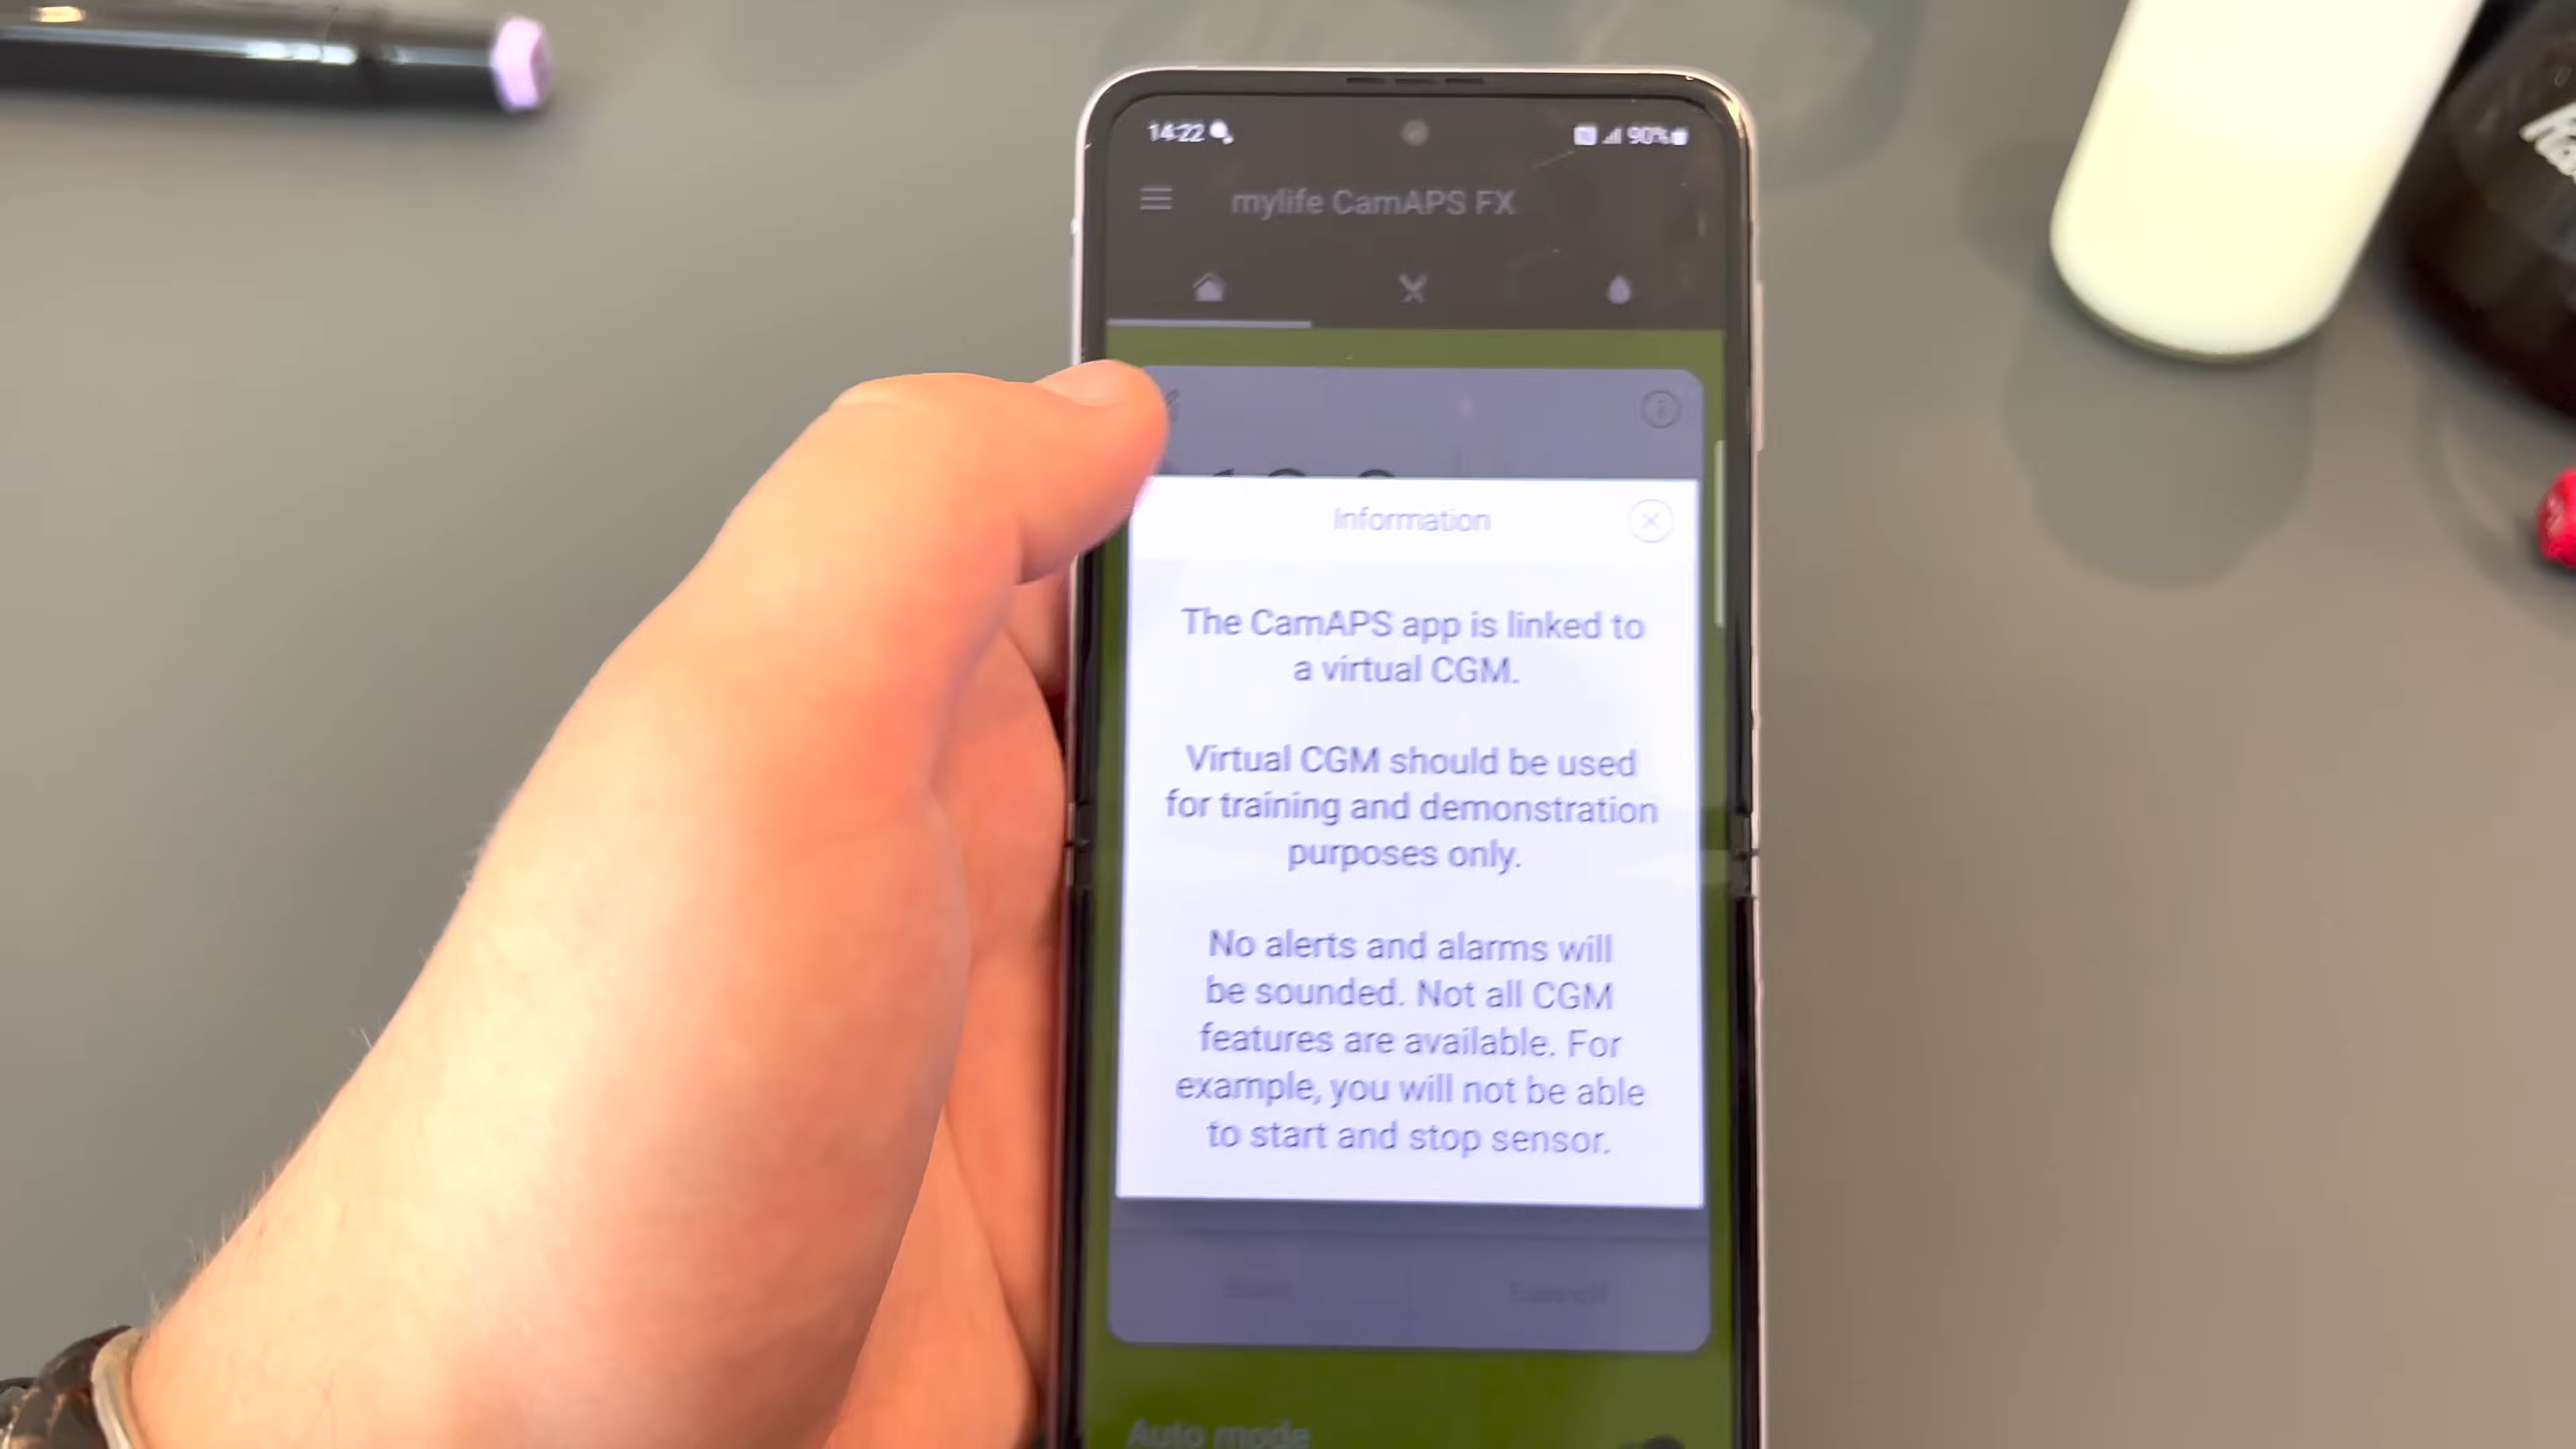 14:22
90%
mylife CamAPS FX
Information
The CamAPS app is linked to
a virtual CGM.
Virtual CGM should be used
for training and demonstration
purposes only.
No alerts and alarms will
be sounded. Not all CGM
features are available. For
example, you will not be able
to start and stop sensor.
Auto mode